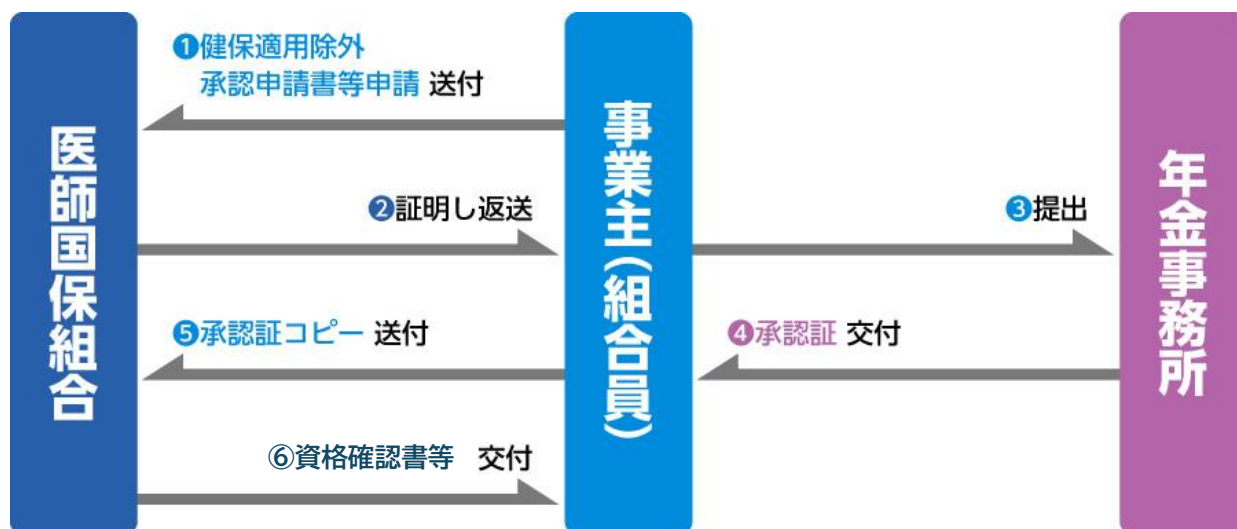 医師国保組合
事業主(組合員)
年金事務所
❶健保適用除外
承認申請書等申請 送付
❷証明し返送
❸提出
❺承認証コピー 送付
❹承認証 交付
⑥資格確認書等 交付